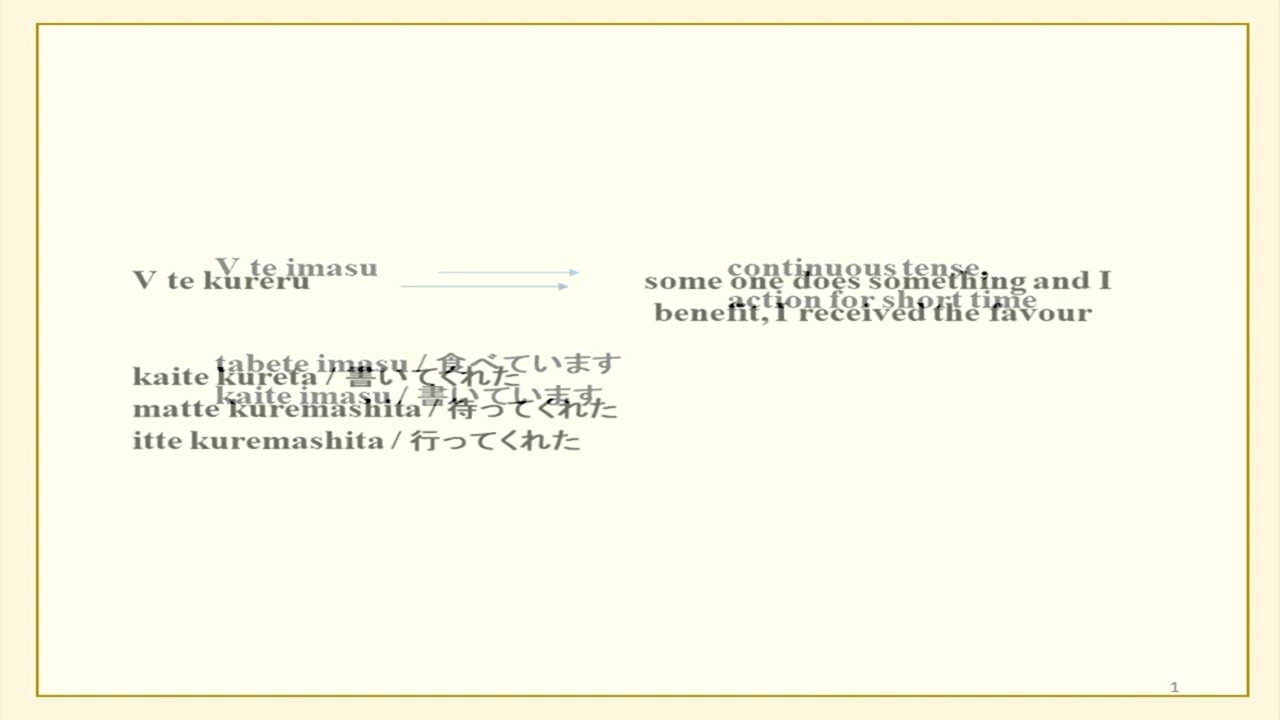 V te imasu
continuous tense,
V te kureru
some one does something and I
action for short time
benefit, I received the favour
tabete imasu / 食べています
kaite kureta / 書いてくれた
kaite imasu / 書いています
matte kuremashita / 待ってくれた
itte kuremashita / 行ってくれた
1